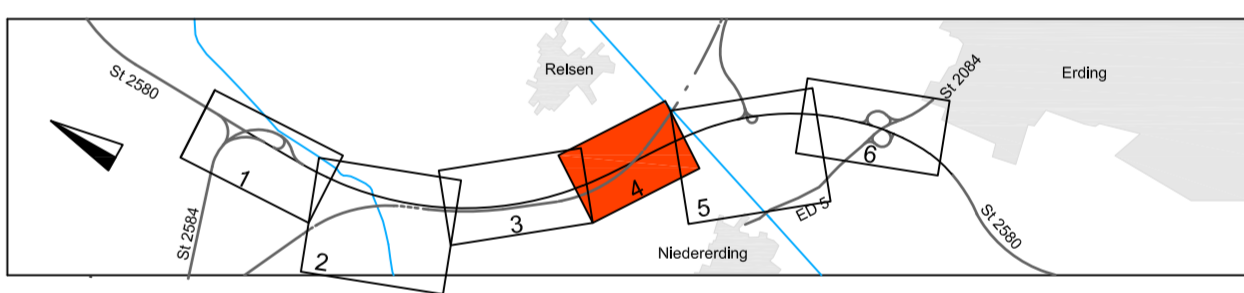 St 2580
Relsen
Erding
St 2084
1
St 2584
2
3
4
5
6
ED 5
Niedererding
St 2580